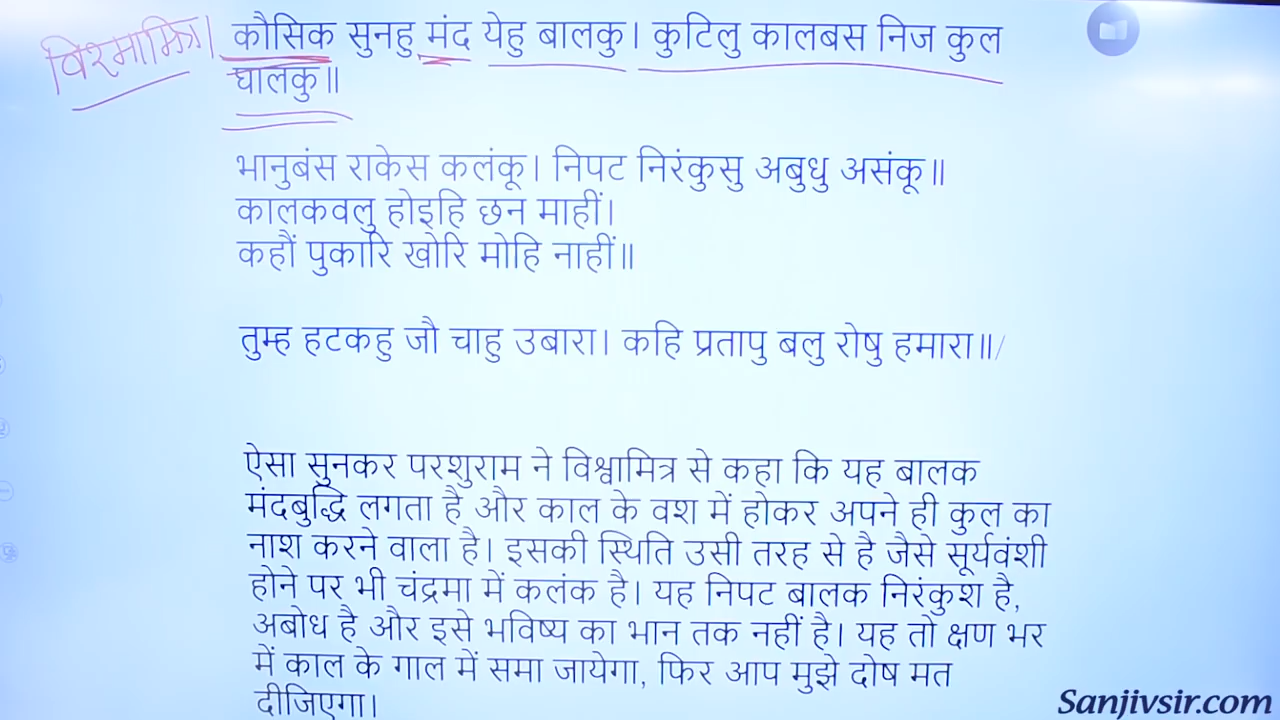 विश्मामित्र। कौसिक सुनहु मंद येहु बालकु। कुटिलु कालबस निज कुल
घालकु॥
भानुबंस राकेस कलंकू। निपट निरंकुसु अबुधु असंकू॥
कालकवलु होइहि छन माहीं।
कहौं पुकारि खोरि मोहि नाहीं॥
तुम्ह हटकहु जौ चाहु उबारा। कहि प्रतापु बलु रोषु हमारा॥
ऐसा सुनकर परशुराम ने विश्वामित्र से कहा कि यह बालक
मंदबुद्धि लगता है और काल के वश में होकर अपने ही कुल का
नाश करने वाला है। इसकी स्थिति उसी तरह से है जैसे सूर्यवंशी
होने पर भी चंद्रमा में कलंक है। यह निपट बालक निरंकुश है,
अबोध है और इसे भविष्य का भान तक नहीं है। यह तो क्षण भर
में काल के गाल में समा जायेगा, फिर आप मुझे दोष मत
दीजिएगा।
Sanjivsir.com